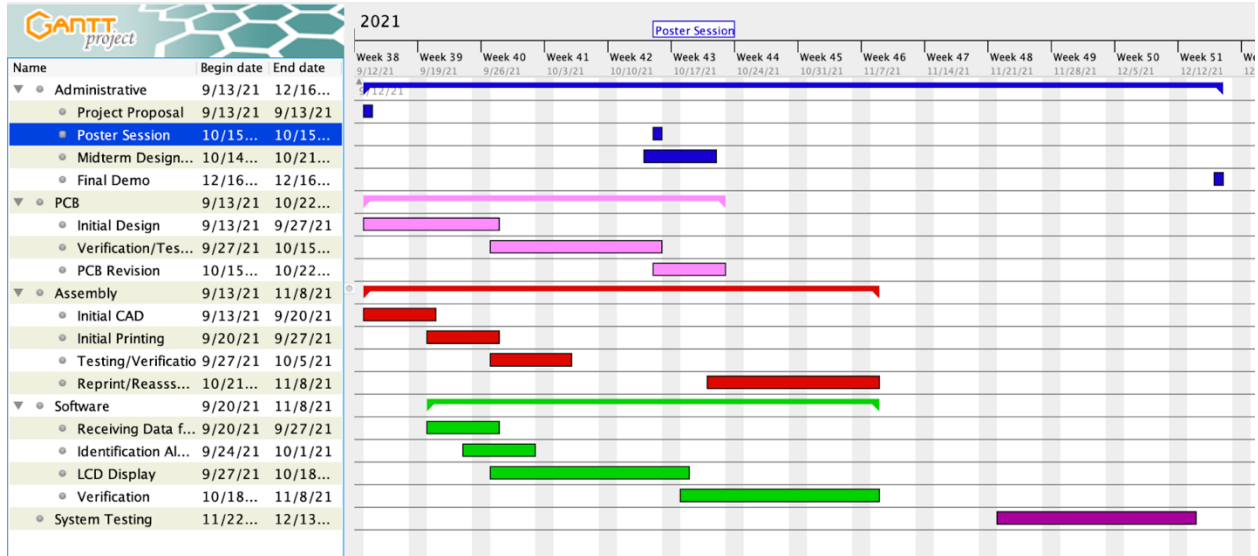 GANTT project
2021
Poster Session
Week 38 Week 39 Week 40 Week 41 Week 42 Week 43 Week 44 Week 45 Week 46 Week 47 Week 48 Week 49 Week 50 Week 51 We
9/12/21 9/19/21 9/26/21 10/3/21 10/10/21 10/17/21 10/24/21 10/31/21 11/7/21 11/14/21 11/21/21 11/28/21 12/5/21 12/12/21 12
9/12/21
Name Begin date End date
Administrative 9/13/21 12/16...
Project Proposal 9/13/21 9/13/21
Poster Session 10/15... 10/15...
Midterm Design... 10/14... 10/21...
Final Demo 12/16... 12/16...
PCB 9/13/21 10/22...
Initial Design 9/13/21 9/27/21
Verification/Tes... 9/27/21 10/15...
PCB Revision 10/15... 10/22...
Assembly 9/13/21 11/8/21
Initial CAD 9/13/21 9/20/21
Initial Printing 9/20/21 9/27/21
Testing/Verificatio 9/27/21 10/5/21
Reprint/Reasss... 10/21... 11/8/21
Software 9/20/21 11/8/21
Receiving Data f... 9/20/21 9/27/21
Identification Al... 9/24/21 10/1/21
LCD Display 9/27/21 10/18...
Verification 10/18... 11/8/21
System Testing 11/22... 12/13...